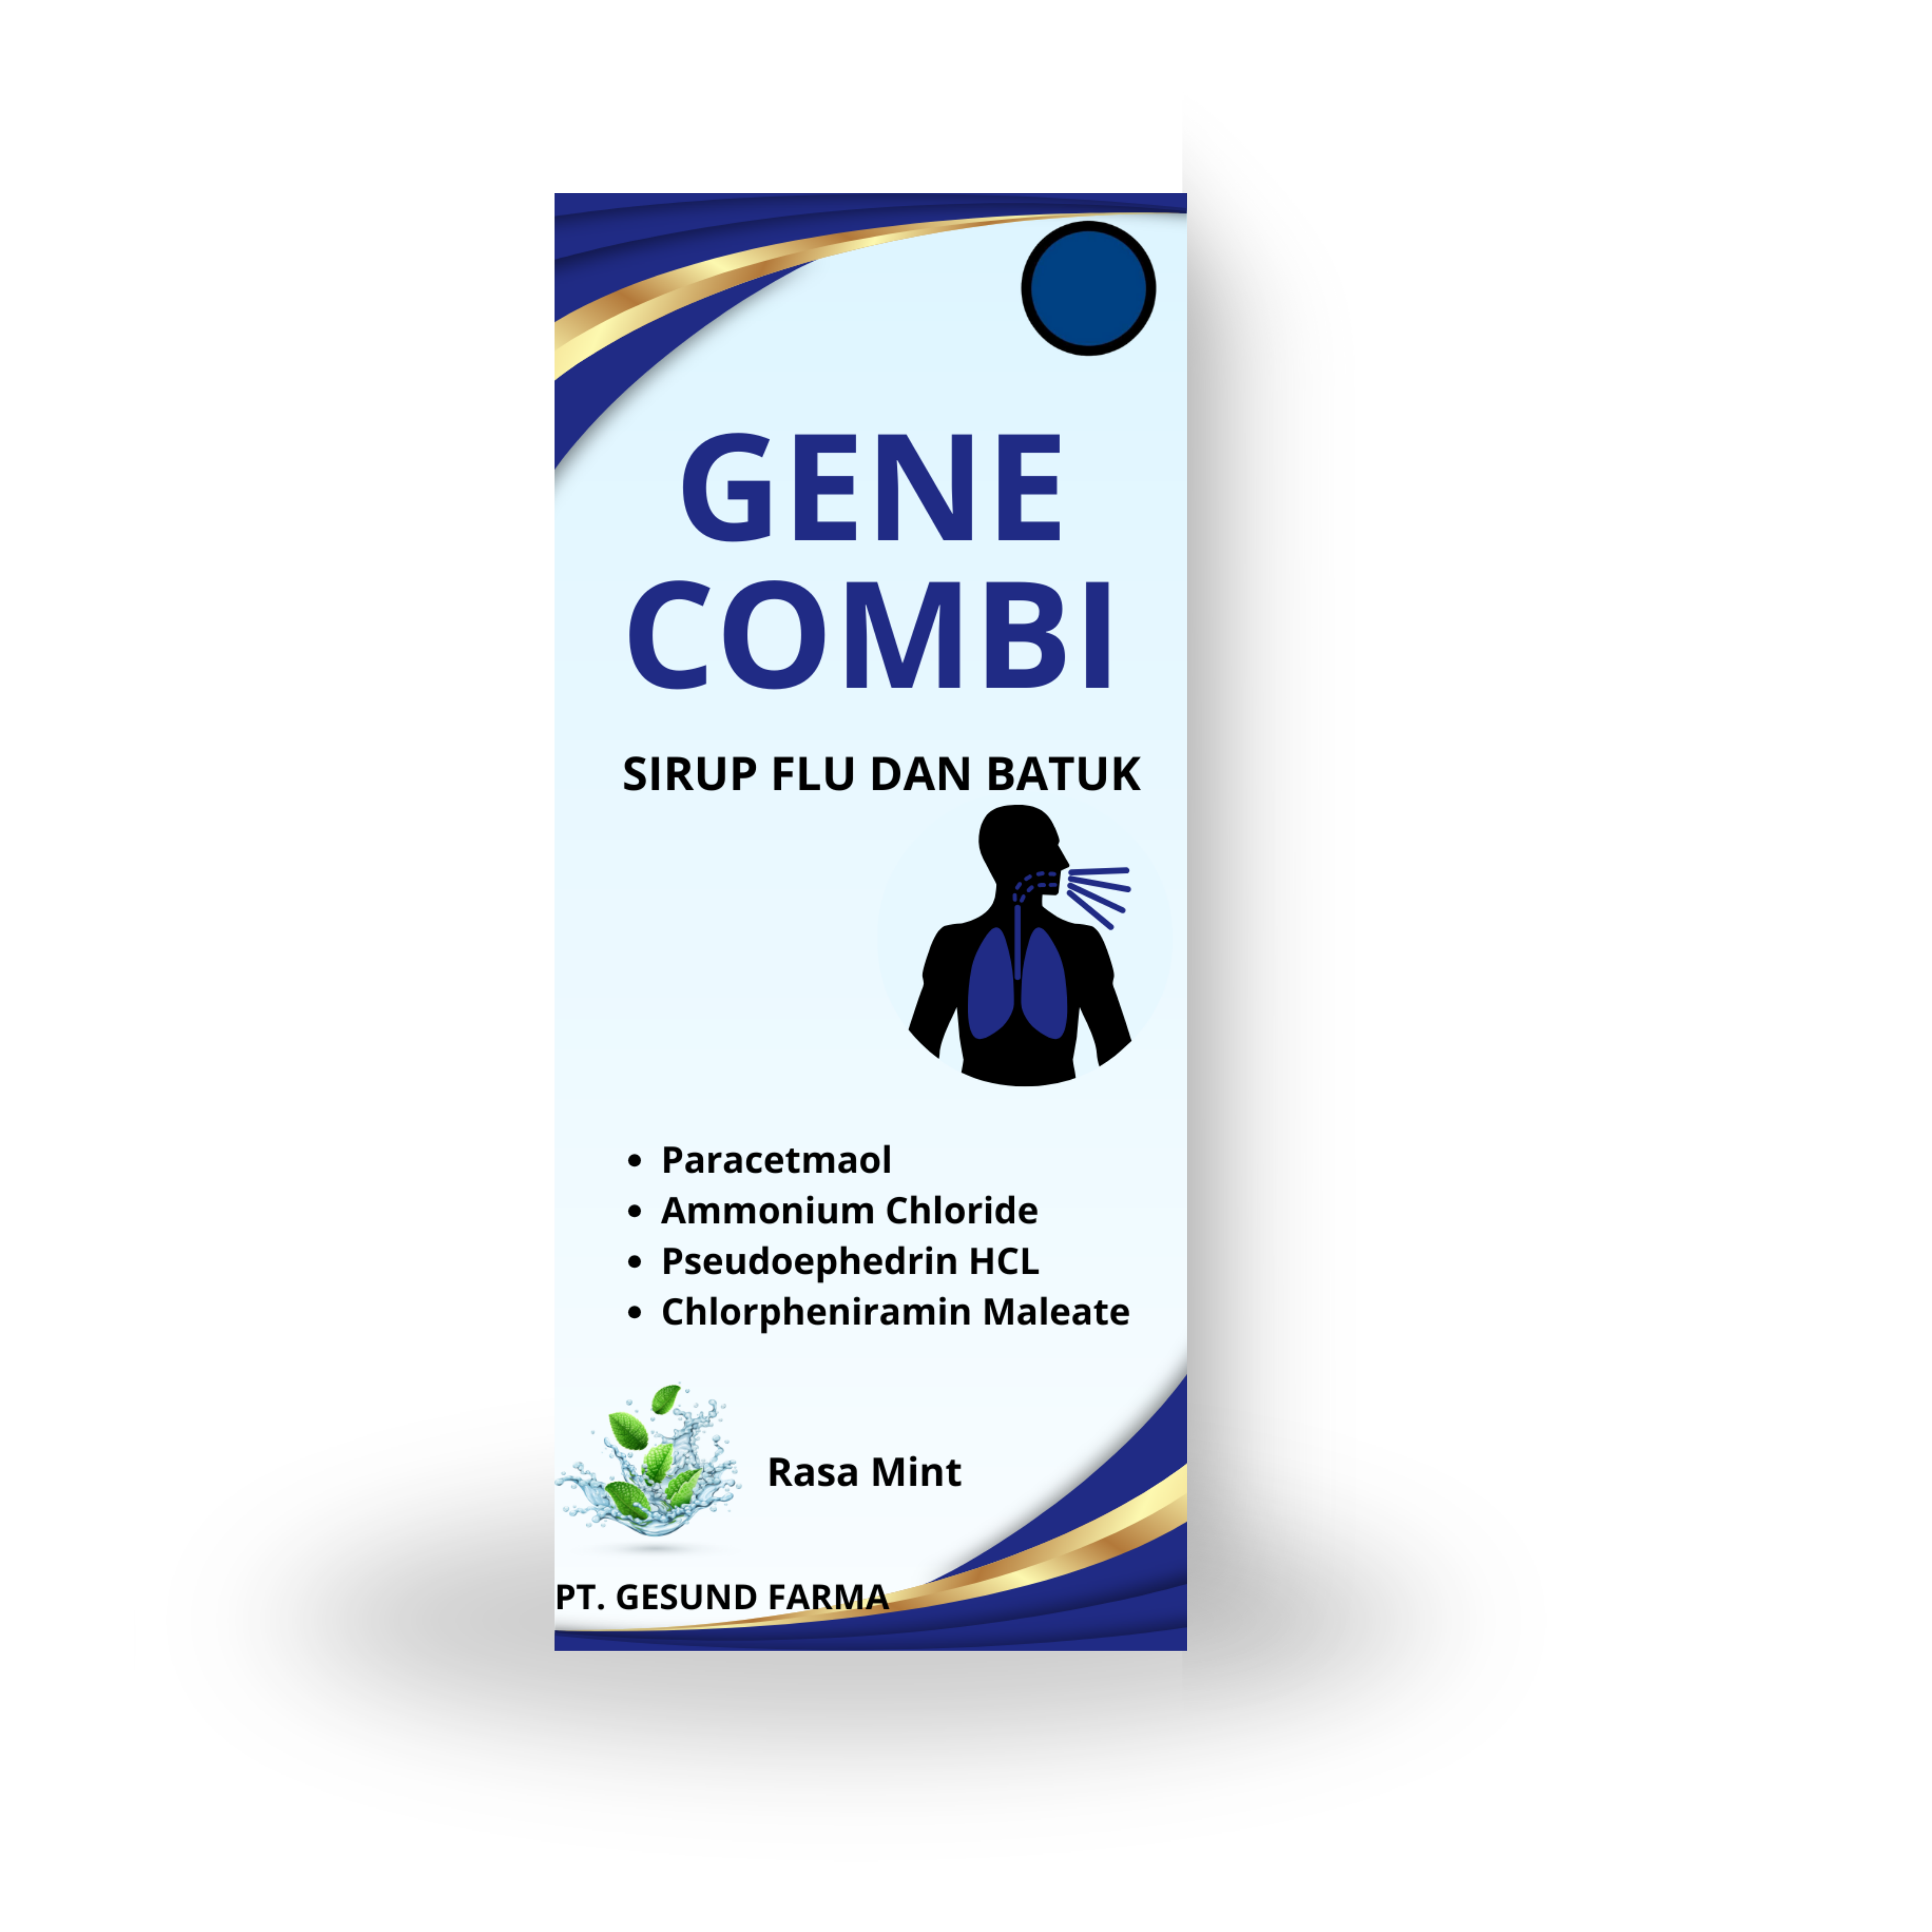 GENE
COMBI
SIRUP FLU DAN BATUK
• Paracetmaol
• Ammonium Chloride
• Pseudoephedrin HCL
• Chlorpheniramin Maleate
Rasa Mint
PT. GESUND FARMA